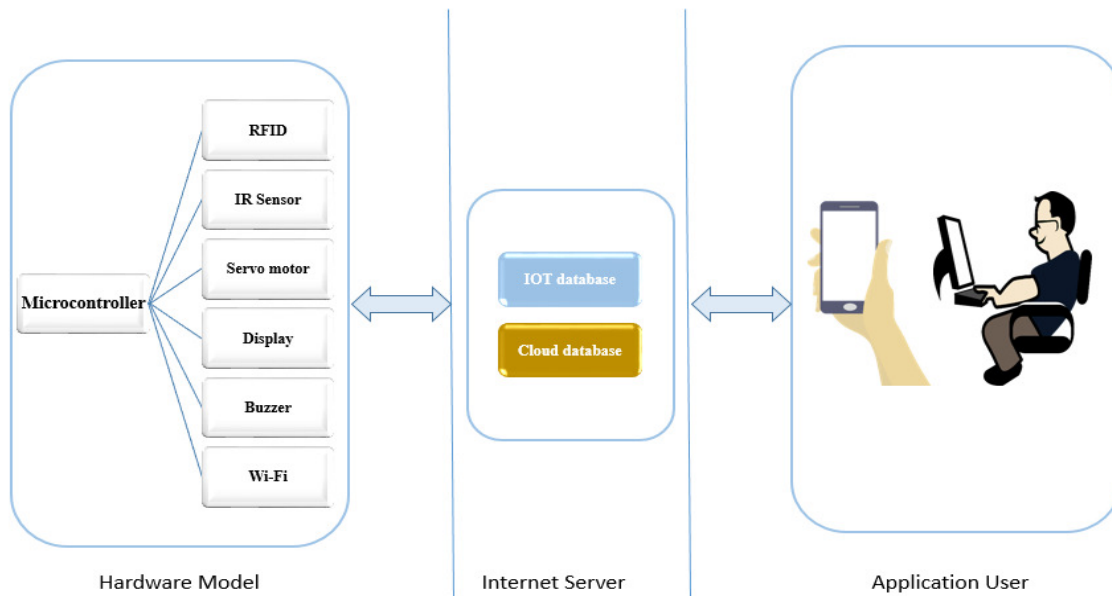 RFID
IR Sensor
Servo motor
Microcontroller
Display
Buzzer
Wi-Fi
IOT database
Cloud database
Hardware Model
Internet Server
Application User